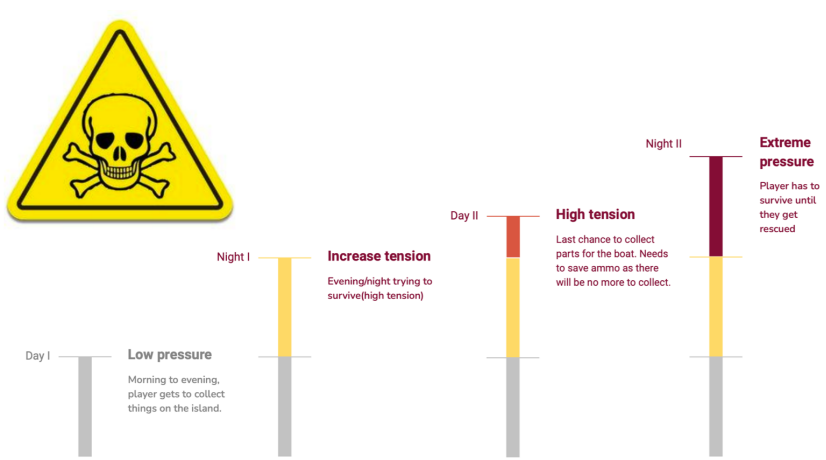 Day I
Low pressure
Morning to evening,
player gets to collect
things on the island.
Night I
Increase tension
Evening/night trying to
survive(high tension)
Day II
High tension
Last chance to collect
parts for the boat. Needs
to save ammo as there
will be no more to collect.
Night II
Extreme
pressure
Player has to
survive until
they get
rescued